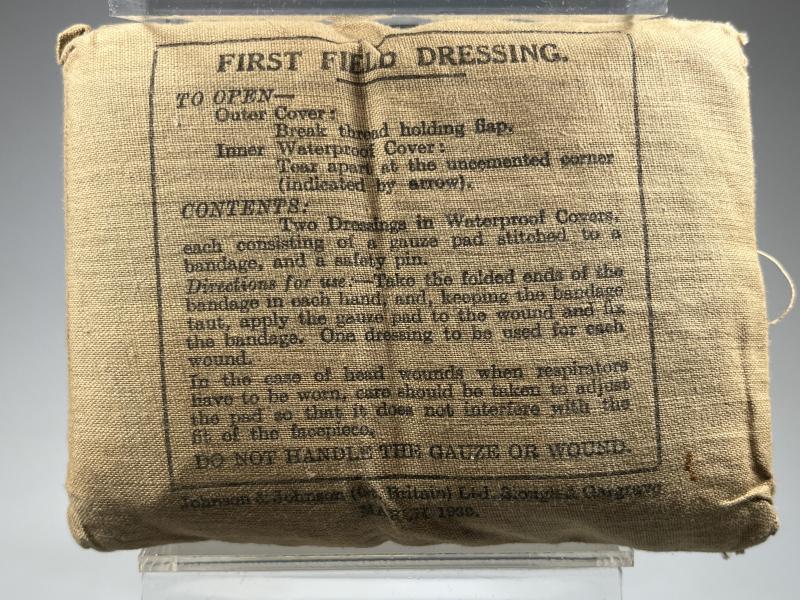 FIRST FIELD DRESSING.
TO OPEN—
Outer Cover:
Break thread holding flap.
Inner Waterproof Cover:
Tear apart at the uncemented corner
(indicated by arrow).
CONTENTS:
Two Dressings in Waterproof Covers,
each consisting of a gauze pad stitched to a
bandage, and a safety pin.
Directions for use:—Take the folded ends of the
bandage in each hand, and, keeping the bandage
taut, apply the gauze pad to the wound and fix
the bandage. One dressing to be used for each
wound.
In the case of head wounds when respirators
have to be worn, care should be taken to adjust
the pad so that it does not interfere with the
fit of the facepiece.
DO NOT HANDLE THE GAUZE OR WOUND.
Johnson & Johnson (Gt. Britain) Ltd. Slough & Gargrave
MARCH